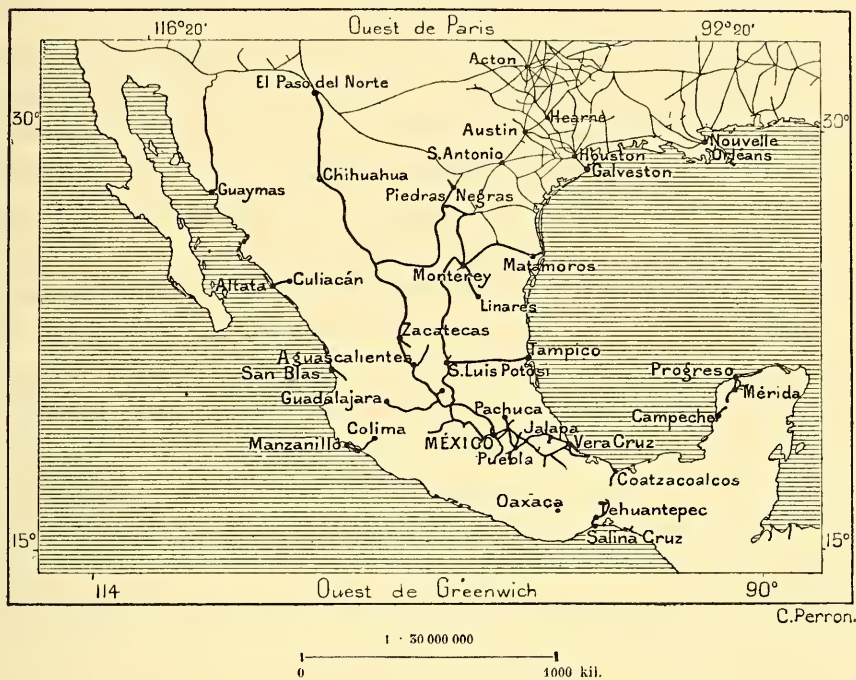 116°20'
Ouest de Paris
92°20'
Acton
El Paso del Norte
30°
30°
Hearne
Austin
Nouvelle
Orléans
S. Antonio
Houston
Galveston
Chihuahua
Guaymas
Piedras Negras
Matamoros
Monterey
Culiacán
Altata
Linares
Zacatecas
Tampico
Aguascalientes
S. Luis Potosi
San Blas
Progreso
Mérida
Guadalajara
Pachuca
Campeche
Colima
Jalapa
Manzanillo
MÉXICO
Vera Cruz
Puebla
Coatzacoalcos
Oaxaca
Tehuantepec
Salina Cruz
15°
15°
114
Ouest de Greenwich
90°
C. Perron.
1 : 30 000 000
0
1000 kil.